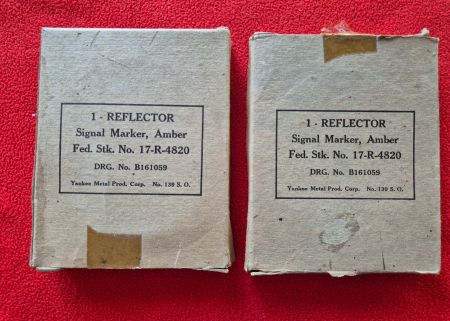 1 - REFLECTOR
Signal Marker, Amber
Fed. Stk. No. 17-R-4820
DRG. No. B161059
Yankee Metal Prod. Corp. No. 139 S. O.
1 - REFLECTOR
Signal Marker, Amber
Fed. Stk. No. 17-R-4820
DRG. No. B161059
Yankee Metal Prod. Corp. No. 139 S. O.